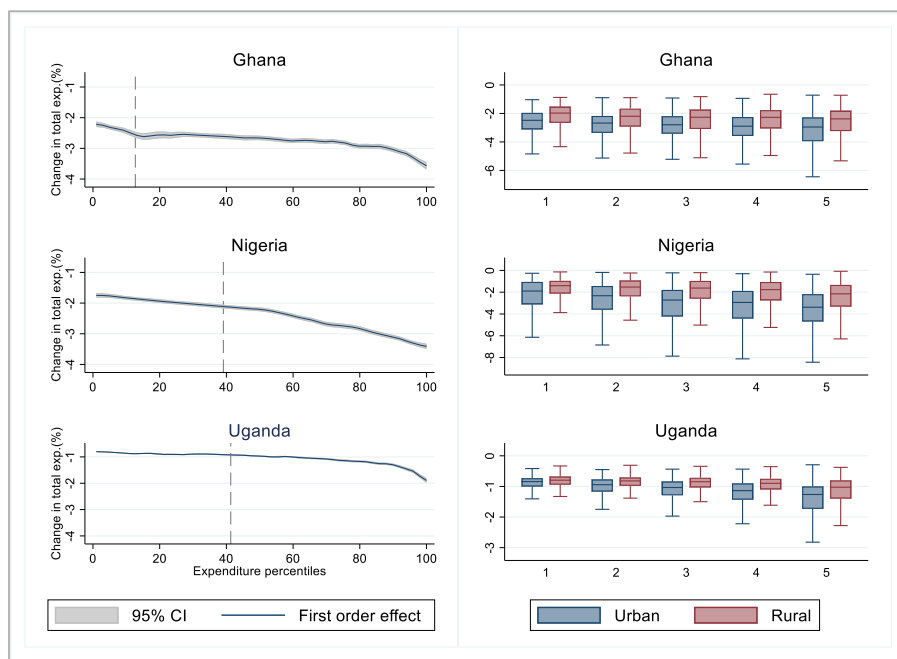 Ghana
Change in total exp.(%)
-1
-2
-3
-4
0 20 40 60 80 100
Nigeria
Change in total exp.(%)
-1
-2
-3
-4
0 20 40 60 80 100
Uganda
Change in total exp.(%)
-1
-2
-3
-4
0 20 40 60 80 100
Expenditure percentiles
95% CI First order effect
Ghana
0
-2
-4
-6
1 2 3 4 5
Nigeria
0
-2
-4
-6
-8
1 2 3 4 5
Uganda
0
-1
-2
-3
1 2 3 4 5
Urban Rural